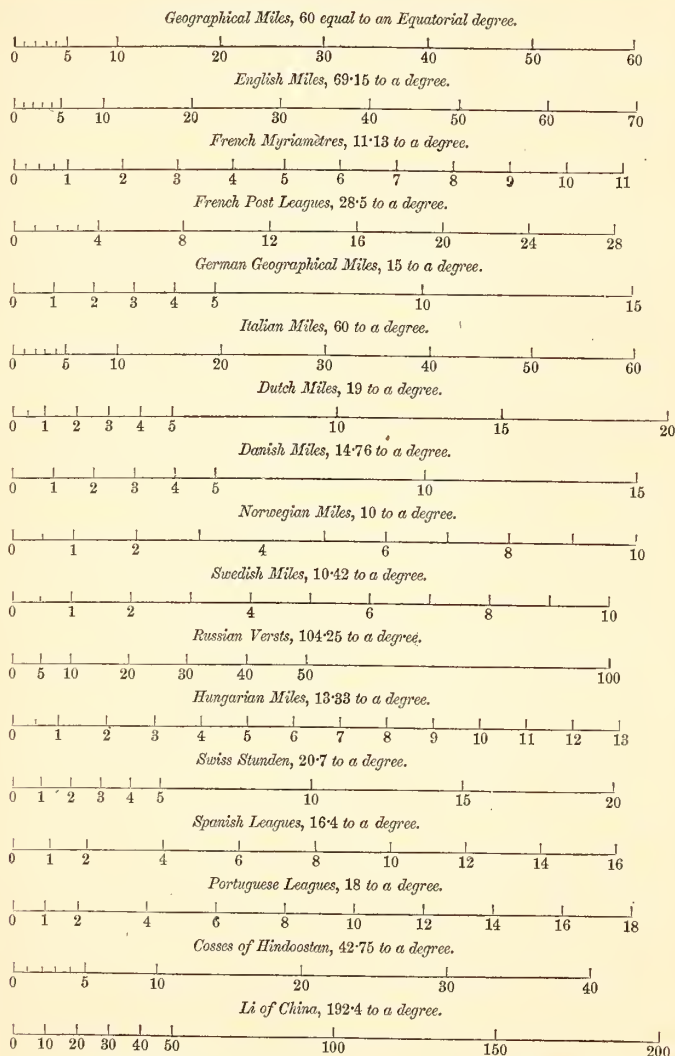 Geographical Miles, 60 equal to an Equatorial degree.
0 5 10 20 30 40 50 60
English Miles, 69·15 to a degree.
0 5 10 20 30 40 50 60 70
French Myriamètres, 11·13 to a degree.
0 1 2 3 4 5 6 7 8 9 10 11
French Post Leagues, 28·5 to a degree.
0 4 8 12 16 20 24 28
German Geographical Miles, 15 to a degree.
0 1 2 3 4 5 10 15
Italian Miles, 60 to a degree.
0 5 10 20 30 40 50 60
Dutch Miles, 19 to a degree.
0 1 2 3 4 5 10 15 20
Danish Miles, 14·76 to a degree.
0 1 2 3 4 5 10 15
Norwegian Miles, 10 to a degree.
0 1 2 4 6 8 10
Swedish Miles, 10·42 to a degree.
0 1 2 4 6 8 10
Russian Versts, 104·25 to a degree.
0 5 10 20 30 40 50 100
Hungarian Miles, 13·33 to a degree.
0 1 2 3 4 5 6 7 8 9 10 11 12 13
Swiss Stunden, 20·7 to a degree.
0 1 2 3 4 5 10 15 20
Spanish Leagues, 16·4 to a degree.
0 1 2 4 6 8 10 12 14 16
Portuguese Leagues, 18 to a degree.
0 1 2 4 6 8 10 12 14 16 18
Cosses of Hindoostan, 42·75 to a degree.
0 5 10 20 30 40
Li of China, 192·4 to a degree.
0 10 20 30 40 50 100 150 200